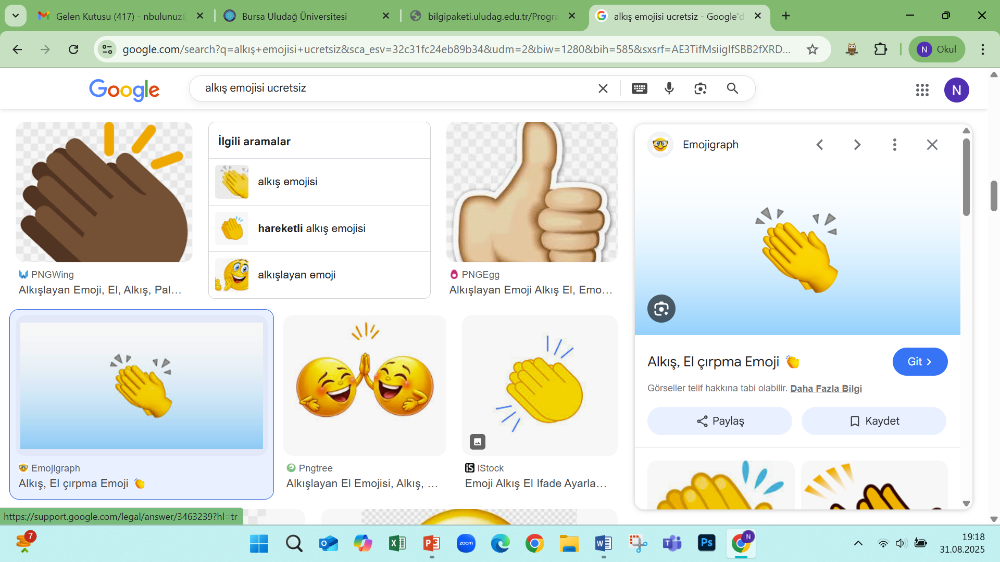 Gelen Kutusu (417) - nbulunuz@
Bursa Uludağ Üniversitesi
bilgipaketi.uludag.edu.tr/Progra
alkış emojisi ucretsiz - Google'd
google.com/search?q=alkış+emojisi+ucretsiz&sca_esv=32c31fc24eb89b34&udm=2&biw=1280&bih=585&sxsrf=AE3TifMsiigIfSBB2fXRD...
N Okul
Google
alkış emojisi ucretsiz
N
İlgili aramalar
alkış emojisi
hareketli alkış emojisi
alkışlayan emoji
PNGWing
Alkışlayan Emoji, El, Alkış, Pal...
PNGEgg
Alkışlayan Emoji Alkış El, Emo...
Emojigraph
Alkış, El çırpma Emoji
Pngtree
Alkışlayan El Emojisi, Alkış, ...
iS iStock
Emoji Alkış El Ifade Ayarla...
Emojigraph
Alkış, El çırpma Emoji
Git
Görseller telif hakkına tabi olabilir. Daha Fazla Bilgi
Paylaş
Kaydet
https://support.google.com/legal/answer/3463239?hl=tr
7
zoom
Ps
N
19:18
31.08.2025